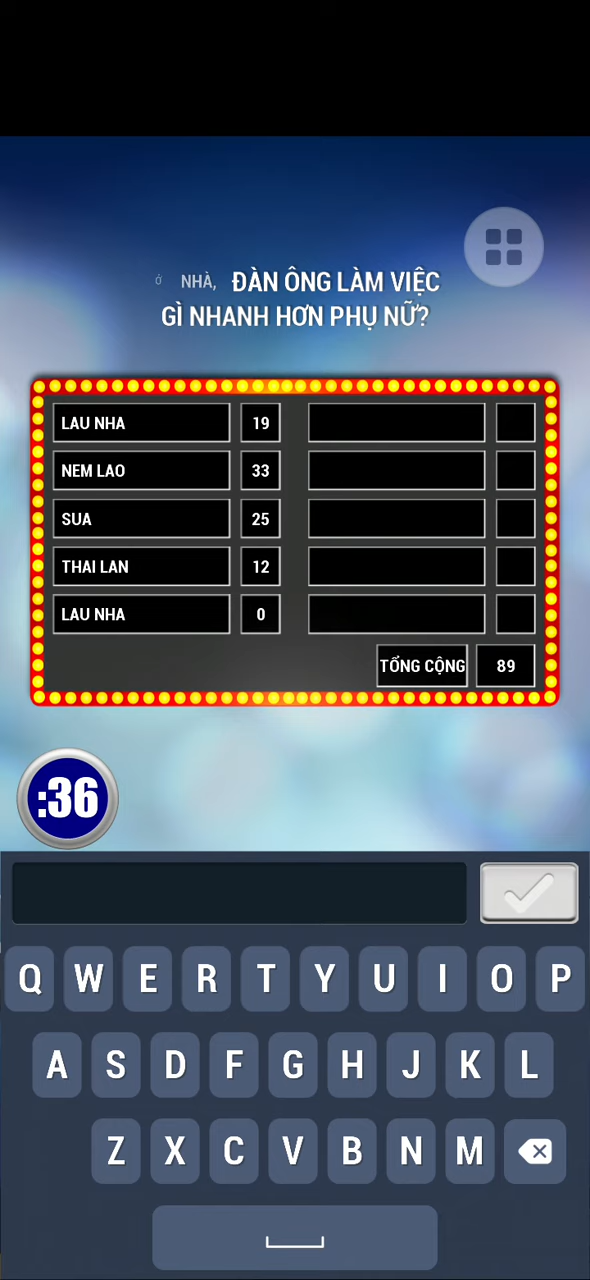 Ở NHÀ, ĐÀN ÔNG LÀM VIỆC
GÌ NHANH HƠN PHỤ NỮ?
LAU NHA 19
NEM LAO 33
SUA 25
THAI LAN 12
LAU NHA 0
TỔNG CỘNG 89
:36
Q W E R T Y U I O P
A S D F G H J K L
Z X C V B N M